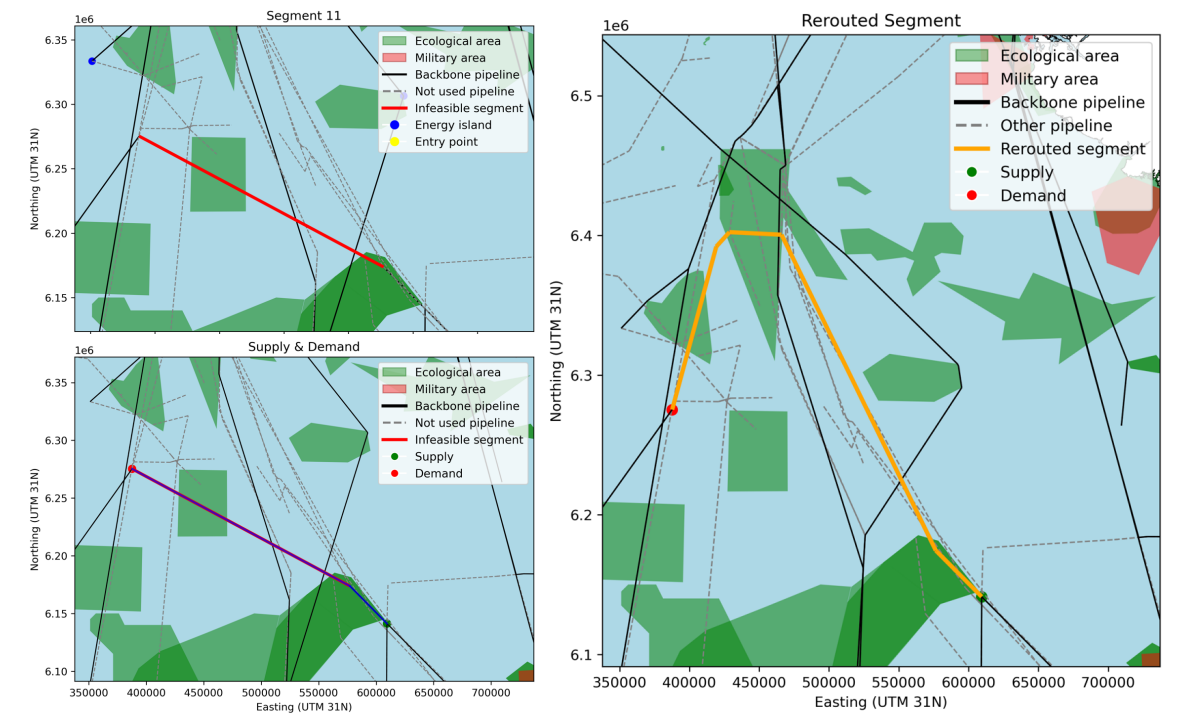 Segment 11
1e6
6.35
6.30
6.25
6.20
6.15
Northing (UTM 31N)
Ecological area
Military area
Backbone pipeline
Not used pipeline
Infeasible segment
Energy island
Entry point
Supply & Demand
1e6
6.35
6.30
6.25
6.20
6.15
6.10
Northing (UTM 31N)
Ecological area
Military area
Backbone pipeline
Not used pipeline
Infeasible segment
Supply
Demand
350000 400000 450000 500000 550000 600000 650000 700000
Easting (UTM 31N)
Rerouted Segment
1e6
6.5
6.4
6.3
6.2
6.1
Northing (UTM 31N)
Ecological area
Military area
Backbone pipeline
Other pipeline
Rerouted segment
Supply
Demand
350000 400000 450000 500000 550000 600000 650000 700000
Easting (UTM 31N)